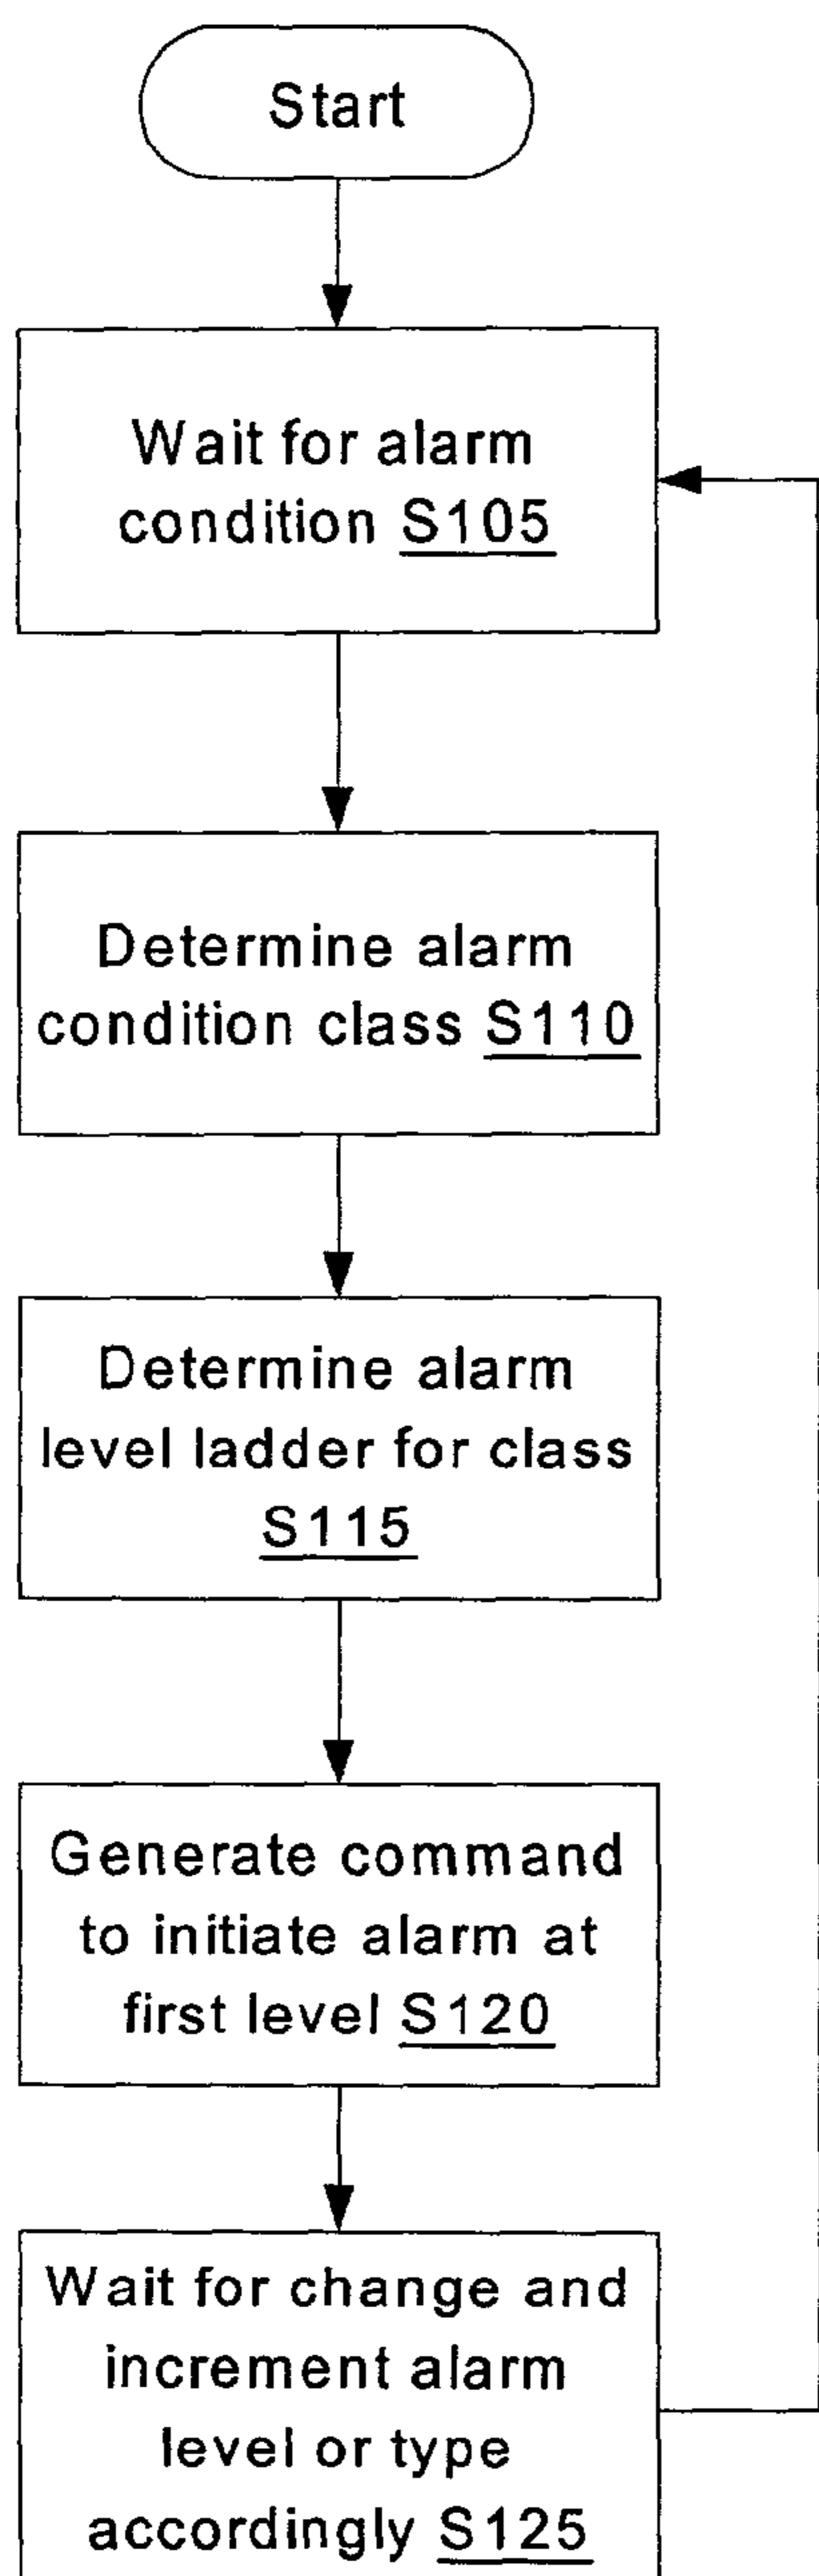 Start
Wait for alarm
condition S105
Determine alarm
condition class S110
Determine alarm
level ladder for class
S115
Generate command
to initiate alarm at
first level S120
Wait for change and
increment alarm
level or type
accordingly S125